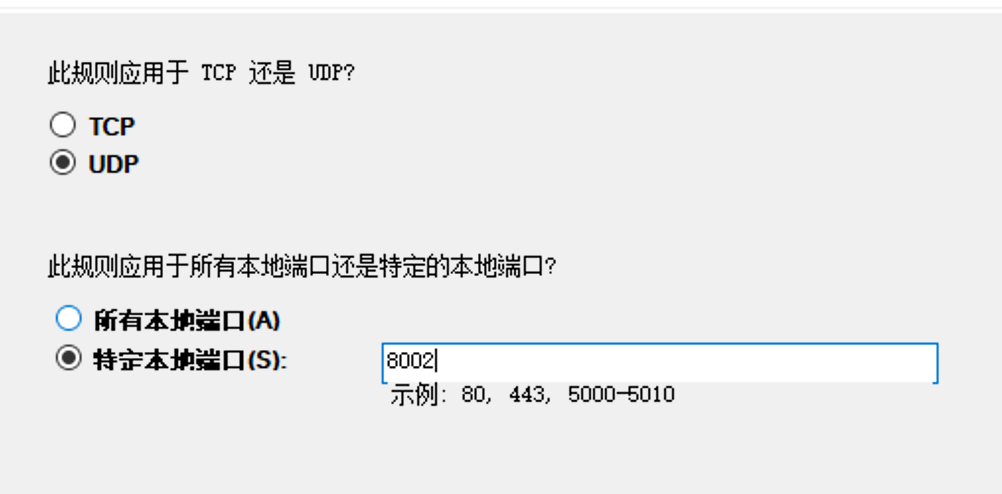 此规则应用于 TCP 还是 UDP?
TCP
UDP
此规则应用于所有本地端口还是特定的本地端口?
所有本地端口(A)
特定本地端口(S): 8002
示例: 80, 443, 5000-5010